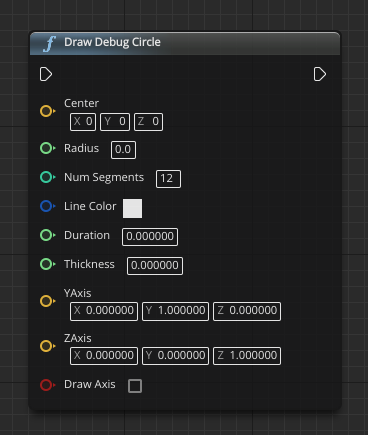 f Draw Debug Circle
Center
X 0 Y 0 Z 0
Radius 0.0
Num Segments 12
Line Color
Duration 0.000000
Thickness 0.000000
YAxis
X 0.000000 Y 1.000000 Z 0.000000
ZAxis
X 0.000000 Y 0.000000 Z 1.000000
Draw Axis